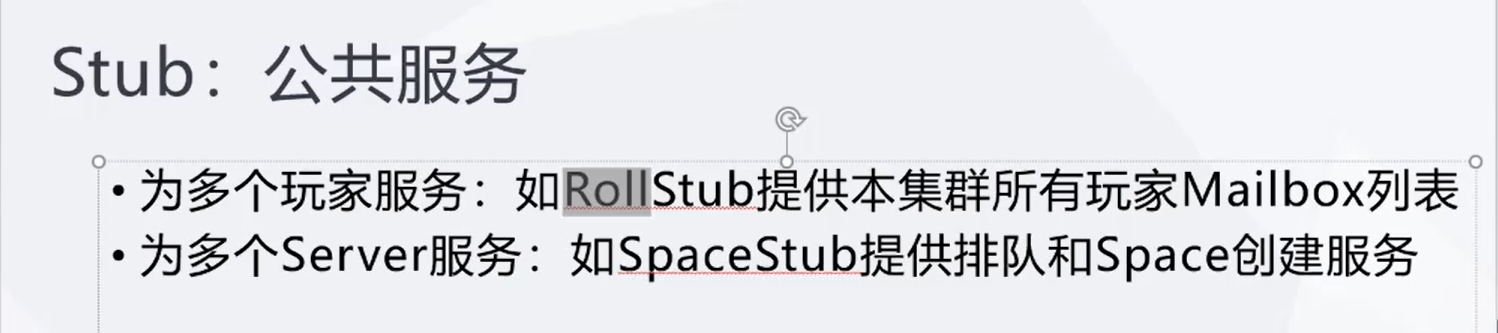 Stub：公共服务
• 为多个玩家服务：如RollStub提供本集群所有玩家Mailbox列表
• 为多个Server服务：如SpaceStub提供排队和Space创建服务